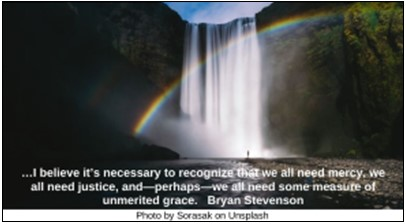 …I believe it's necessary to recognize that we all need mercy, we
all need justice, and—perhaps—we all need some measure of
unmerited grace.   Bryan Stevenson
Photo by Sorasak on Unsplash